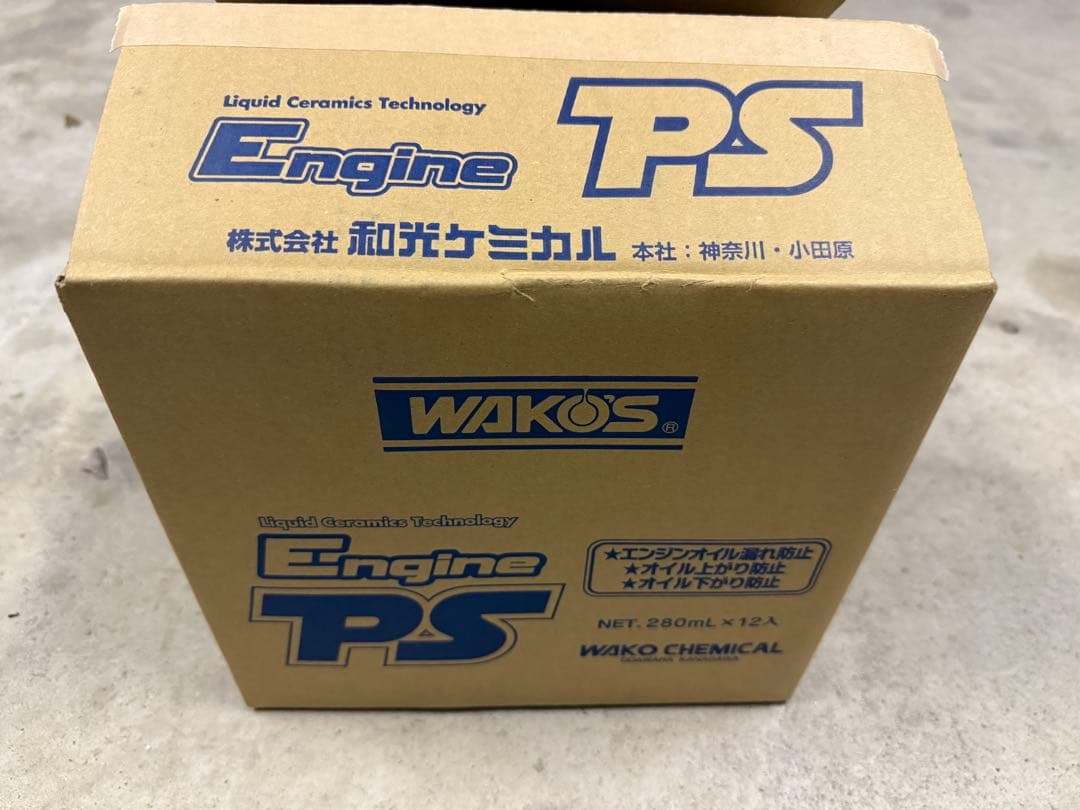 Liquid Ceramics Technology
Engine PS
株式会社 和光ケミカル 本社：神奈川・小田原
WAKO'S ®
Liquid Ceramics Technology
Engine
PS
★エンジンオイル漏れ防止
★オイル上がり防止
★オイル下がり防止
NET. 280mL×12入
WAKO CHEMICAL
ODAWARA KANAGAWA